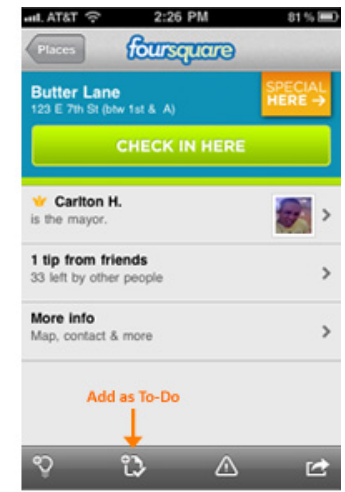 AT&T 2:26 PM 81%
Places foursquare
Butter Lane
123 E 7th St (btw 1st & A)
SPECIAL
HERE →
CHECK IN HERE
Carlton H.
is the mayor.
1 tip from friends
33 left by other people
More info
Map, contact & more
Add as To-Do